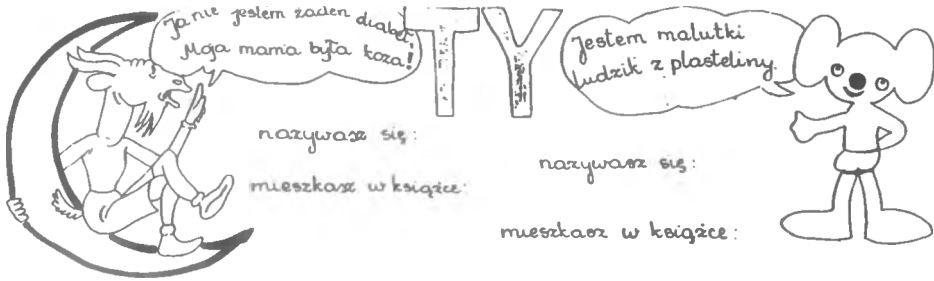 Ja nie jestem żaden diabeł!
Moja mama była koza!
TY
Jestem malutki
ludzik z plasteliny.
nazywasz się:
mieszkasz w książce:
nazywasz się:
mieszkasz w książce: